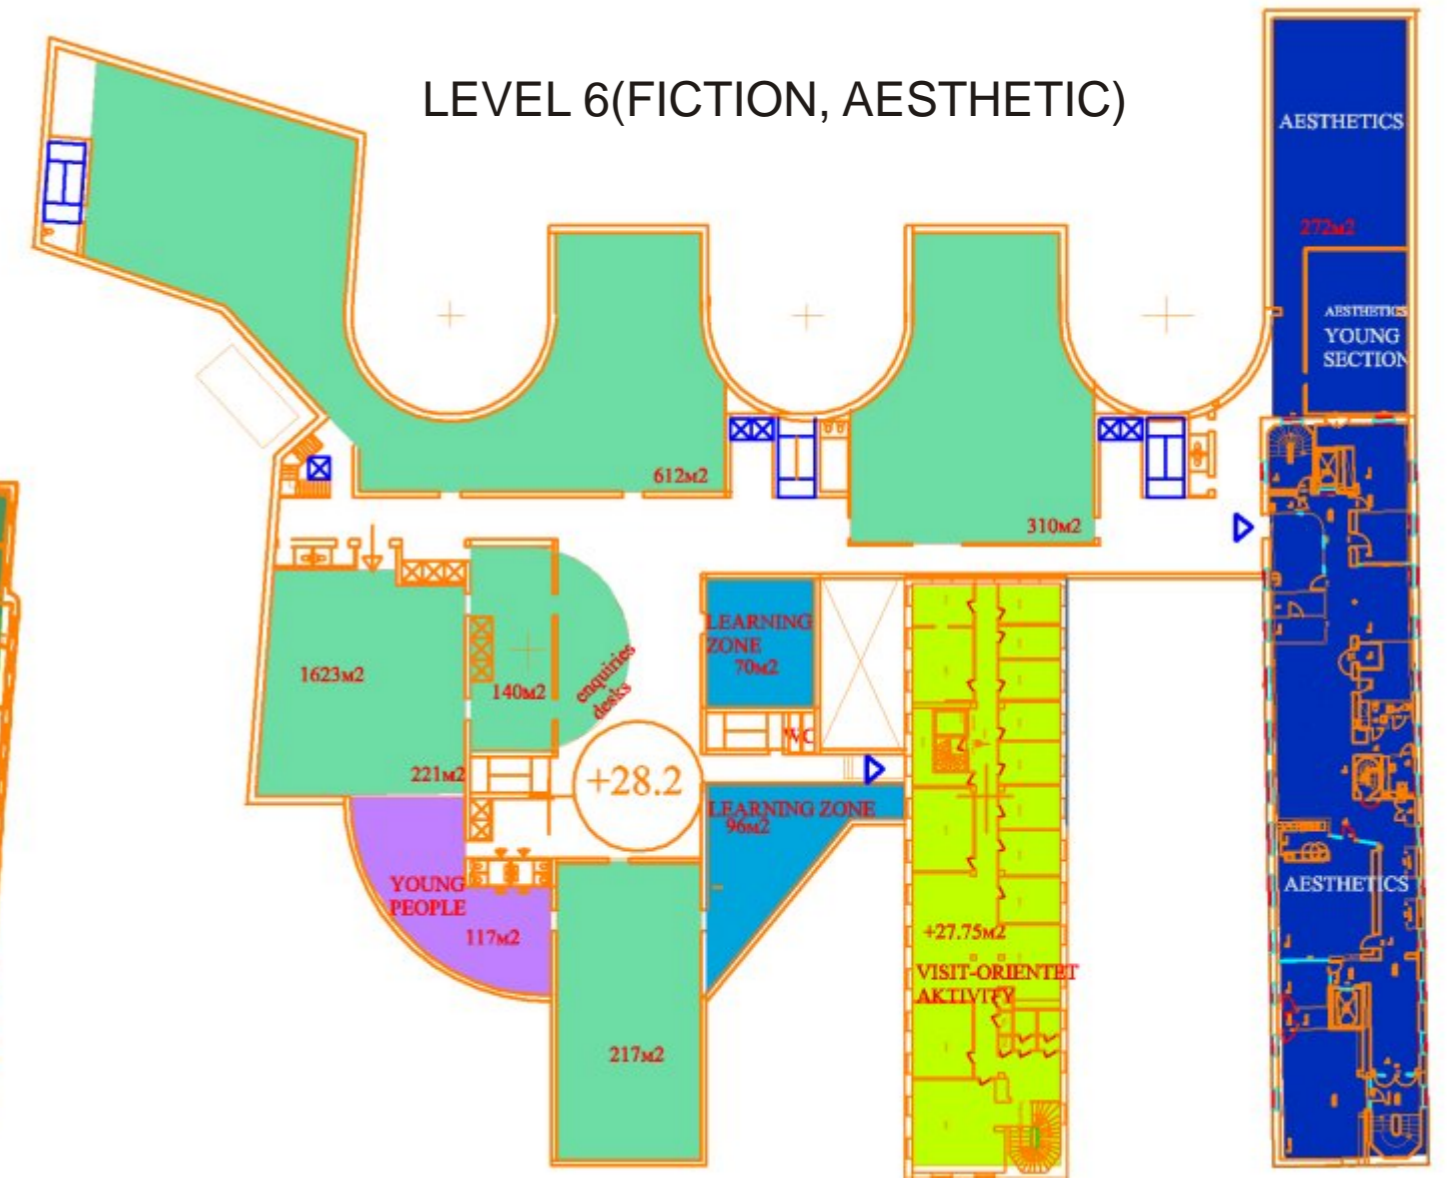 LEVEL 6(FICTION, AESTHETIC)
AESTHETICS
272м2
AESTHETICS
YOUNG
SECTION
612м2
310м2
LEARNING
ZONE
70м2
1623м2
140м2
enquiries
desks
WC
221м2
+28.2
LEARNING ZONE
96м2
YOUNG
PEOPLE
117м2
AESTHETICS
+27.75м2
VISIT-ORIENTET
AKTIVITY
217м2